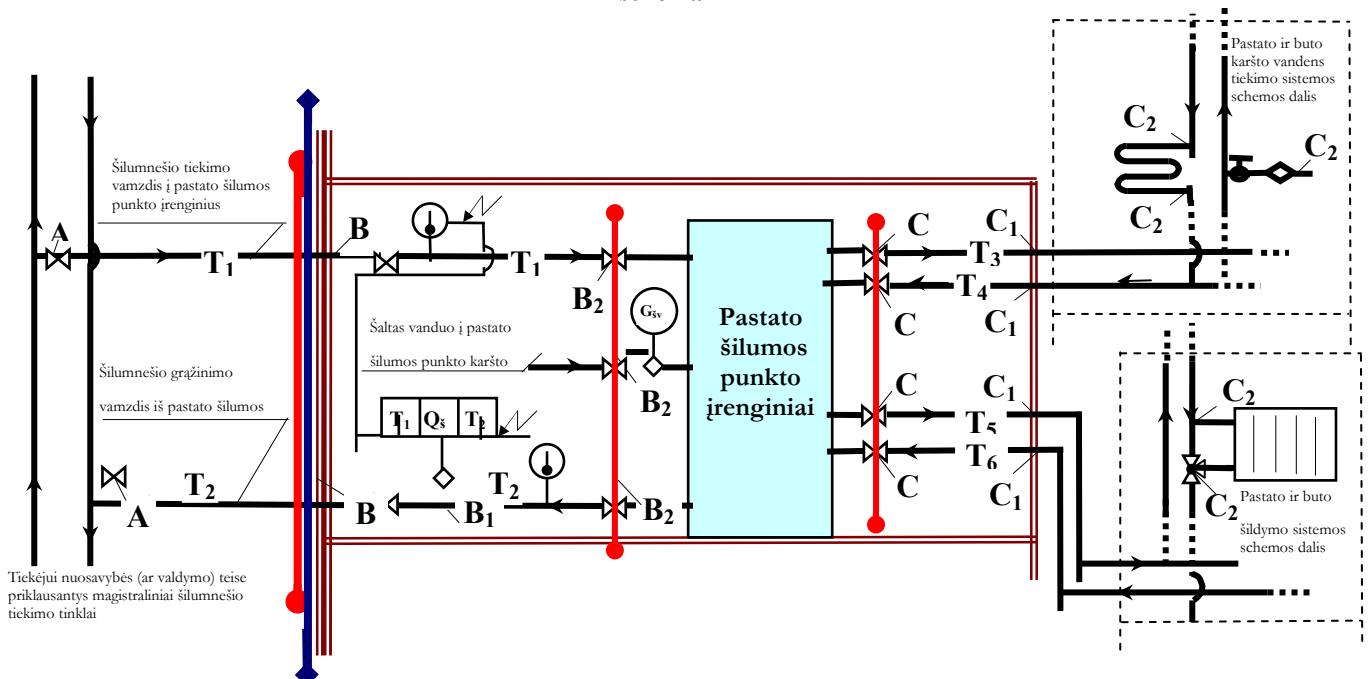 Pastato ir buto
karšto vandens
tiekimo sistemos
schemos dalis
C₂
C₂
C₂
Šilumnešio tiekimo
vamzdis į pastato šilumos
punkto įrenginius
A
T₁
B
T₁
B₂
C
T₃
C₁
T₄
C
C₁
Gšv
Šaltas vanduo į pastato
šilumos punkto karšto
B₂
Pastato
šilumos
punkto
įrenginiai
Šilumnešio grąžinimo
vamzdis iš pastato šilumos
T₁ Qš T₂
C
T₅
C₁
T₆
C
C₁
C₂
C₂
Pastato ir buto
šildymo sistemos
schemos dalis
A
T₂
B
B₁
T₂
B₂
Tiekėjui nuosavybės (ar valdymo) teise
priklausantys magistraliniai šilumnešio
tiekimo tinklai